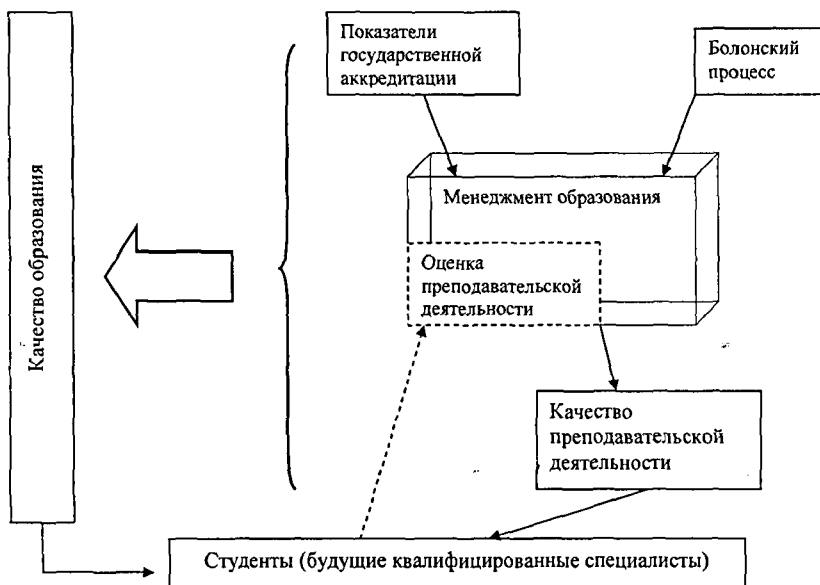 Показатели
государственной
аккредитации
Болонский
процесс
Качество образования
Менеджмент образования
Оценка
преподавательской
деятельности
Качество
преподавательской
деятельности
Студенты (будущие квалифицированные специалисты)